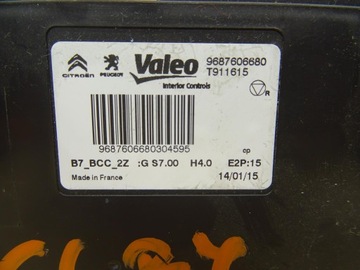 CITROËN PEUGEOT Valeo 9687606680
T911615
Interior Controls
R
9687606680304595
cp
B7_BCC_2Z :G S7.00 H4.0 E2P:15
Made in France 14/01/15